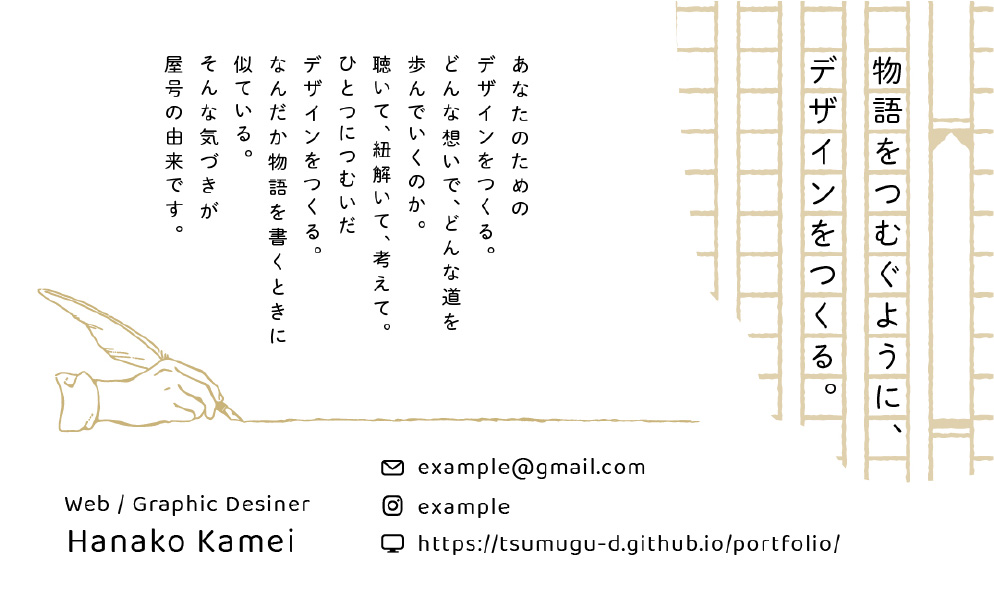 物語をつむぐように、
デザインをつくる。
あなたのための
デザインをつくる。
どんな想いで、どんな道を
歩んでいくのか。
聴いて、紐解いて、考えて。
ひとつにつむいだ
デザインをつくる。
なんだか物語を書くときに
似ている。
そんな気づきが
屋号の由来です。
Web / Graphic Desiner
Hanako Kamei
example@gmail.com
example
https://tsumugu-d.github.io/portfolio/